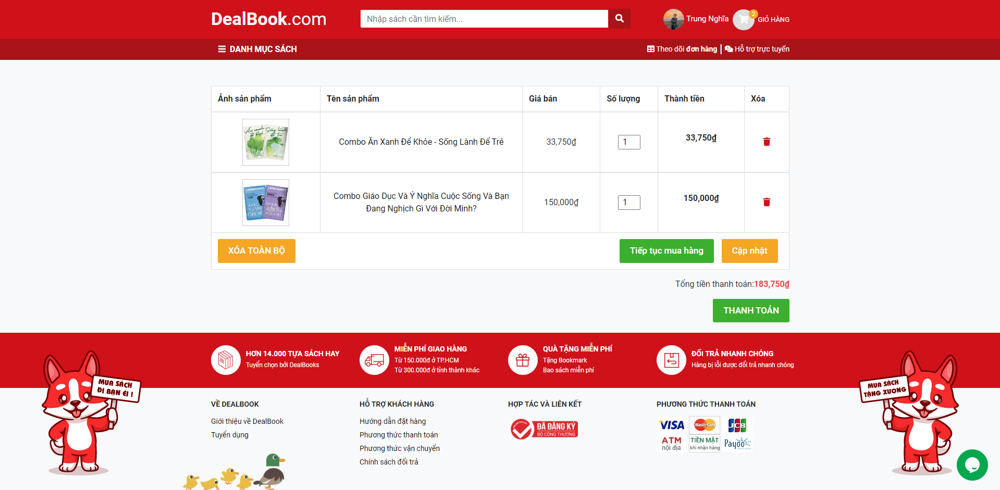 DealBook.com
Nhập sách cần tìm kiếm...
Trung Nghĩa
2
GIỎ HÀNG
DANH MỤC SÁCH
Theo dõi đơn hàng | Hỗ trợ trực tuyến
Ảnh sản phẩm Tên sản phẩm Giá bán Số lượng Thành tiền Xóa
Ăn xanh để khỏe Sống lành để trẻ
Combo Ăn Xanh Để Khỏe - Sống Lành Để Trẻ 33,750₫ 1 33,750₫
Combo Giáo Dục Và Ý Nghĩa Cuộc Sống Và Bạn
Đang Nghịch Gì Với Đời Mình?
150,000₫ 1 150,000₫
XÓA TOÀN BỘ Tiếp tục mua hàng Cập nhật
Tổng tiền thanh toán:183,750₫
THANH TOÁN
HƠN 14.000 TỰA SÁCH HAY
Tuyển chọn bởi DealBooks
MIỄN PHÍ GIAO HÀNG
Từ 150.000đ ở TP.HCM
Từ 300.000đ ở tỉnh thành khác
QUÀ TẶNG MIỄN PHÍ
Tặng Bookmark
Bao sách miễn phí
ĐỔI TRẢ NHANH CHÓNG
Hàng bị lỗi được đổi trả nhanh chóng
MUA SÁCH
ĐI BẠN ÊI !
MUA SÁCH
TẶNG XƯƠNG
VỀ DEALBOOK
Giới thiệu về DealBook
Tuyển dụng
HỖ TRỢ KHÁCH HÀNG
Hướng dẫn đặt hàng
Phương thức thanh toán
Phương thức vận chuyển
Chính sách đổi trả
HỢP TÁC VÀ LIÊN KẾT
ĐÃ ĐĂNG KÝ
BỘ CÔNG THƯƠNG
PHƯƠNG THỨC THANH TOÁN
VISA MasterCard JCB
ATM
nội địa
TIỀN MẶT
khi nhận hàng
Payoo